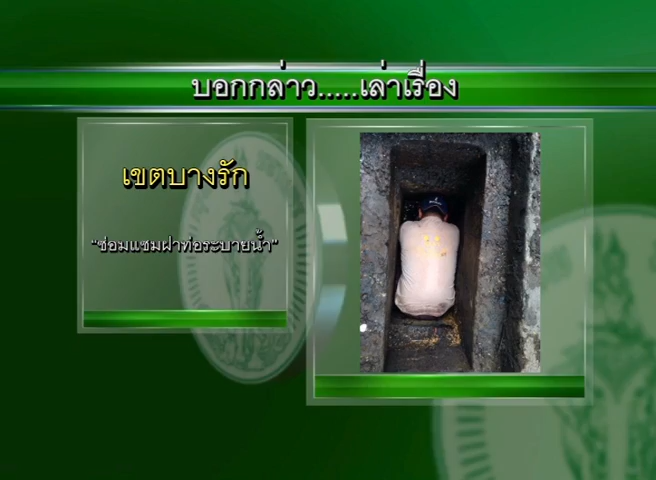 บอกกล่าว.....เล่าเรื่อง
เขตบางรัก
"ซ่อมแซมฝาท่อระบายน้ำ"